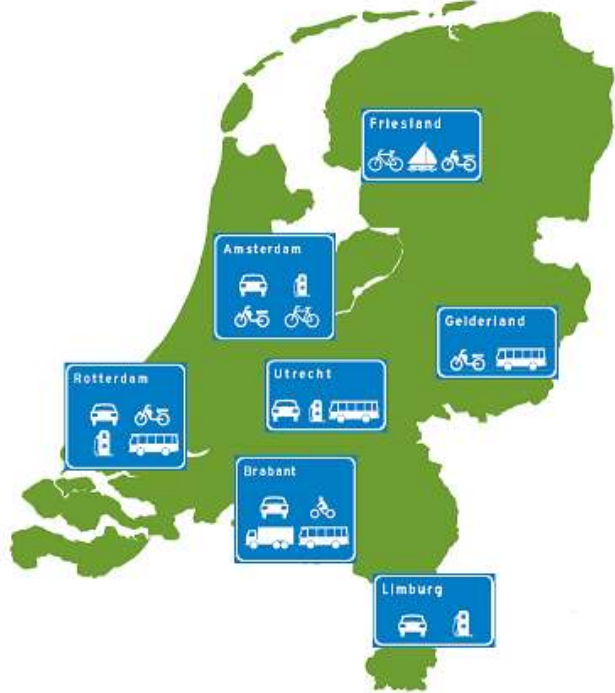 Friesland
Amsterdam
Gelderland
Utrecht
Rotterdam
Brabant
Limburg